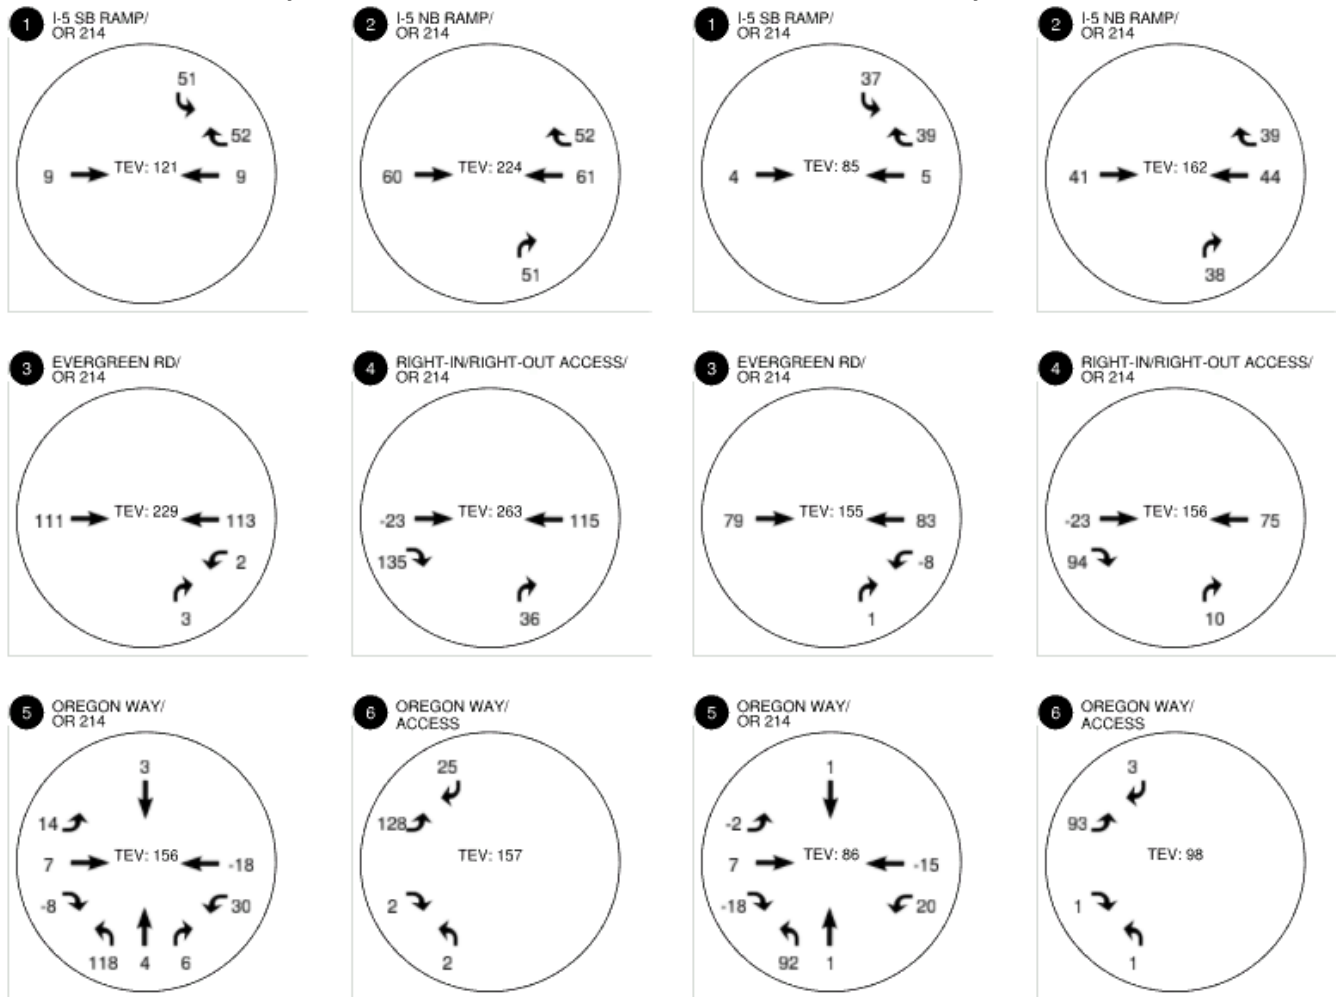 1 I-5 SB RAMP/
OR 214
51
52
9 TEV: 121 9
2 I-5 NB RAMP/
OR 214
52
60 TEV: 224 61
51
1 I-5 SB RAMP/
OR 214
37
39
4 TEV: 85 5
2 I-5 NB RAMP/
OR 214
39
41 TEV: 162 44
38
3 EVERGREEN RD/
OR 214
111 TEV: 229 113
2
3
4 RIGHT-IN/RIGHT-OUT ACCESS/
OR 214
-23 TEV: 263 115
135
36
3 EVERGREEN RD/
OR 214
79 TEV: 155 83
-8
1
4 RIGHT-IN/RIGHT-OUT ACCESS/
OR 214
-23 TEV: 156 75
94
10
5 OREGON WAY/
OR 214
3
14
7 TEV: 156 -18
-8 30
118 4 6
6 OREGON WAY/
ACCESS
25
128
TEV: 157
2
2
5 OREGON WAY/
OR 214
1
-2
7 TEV: 86 -15
-18 20
92 1
6 OREGON WAY/
ACCESS
3
93
TEV: 98
1
1